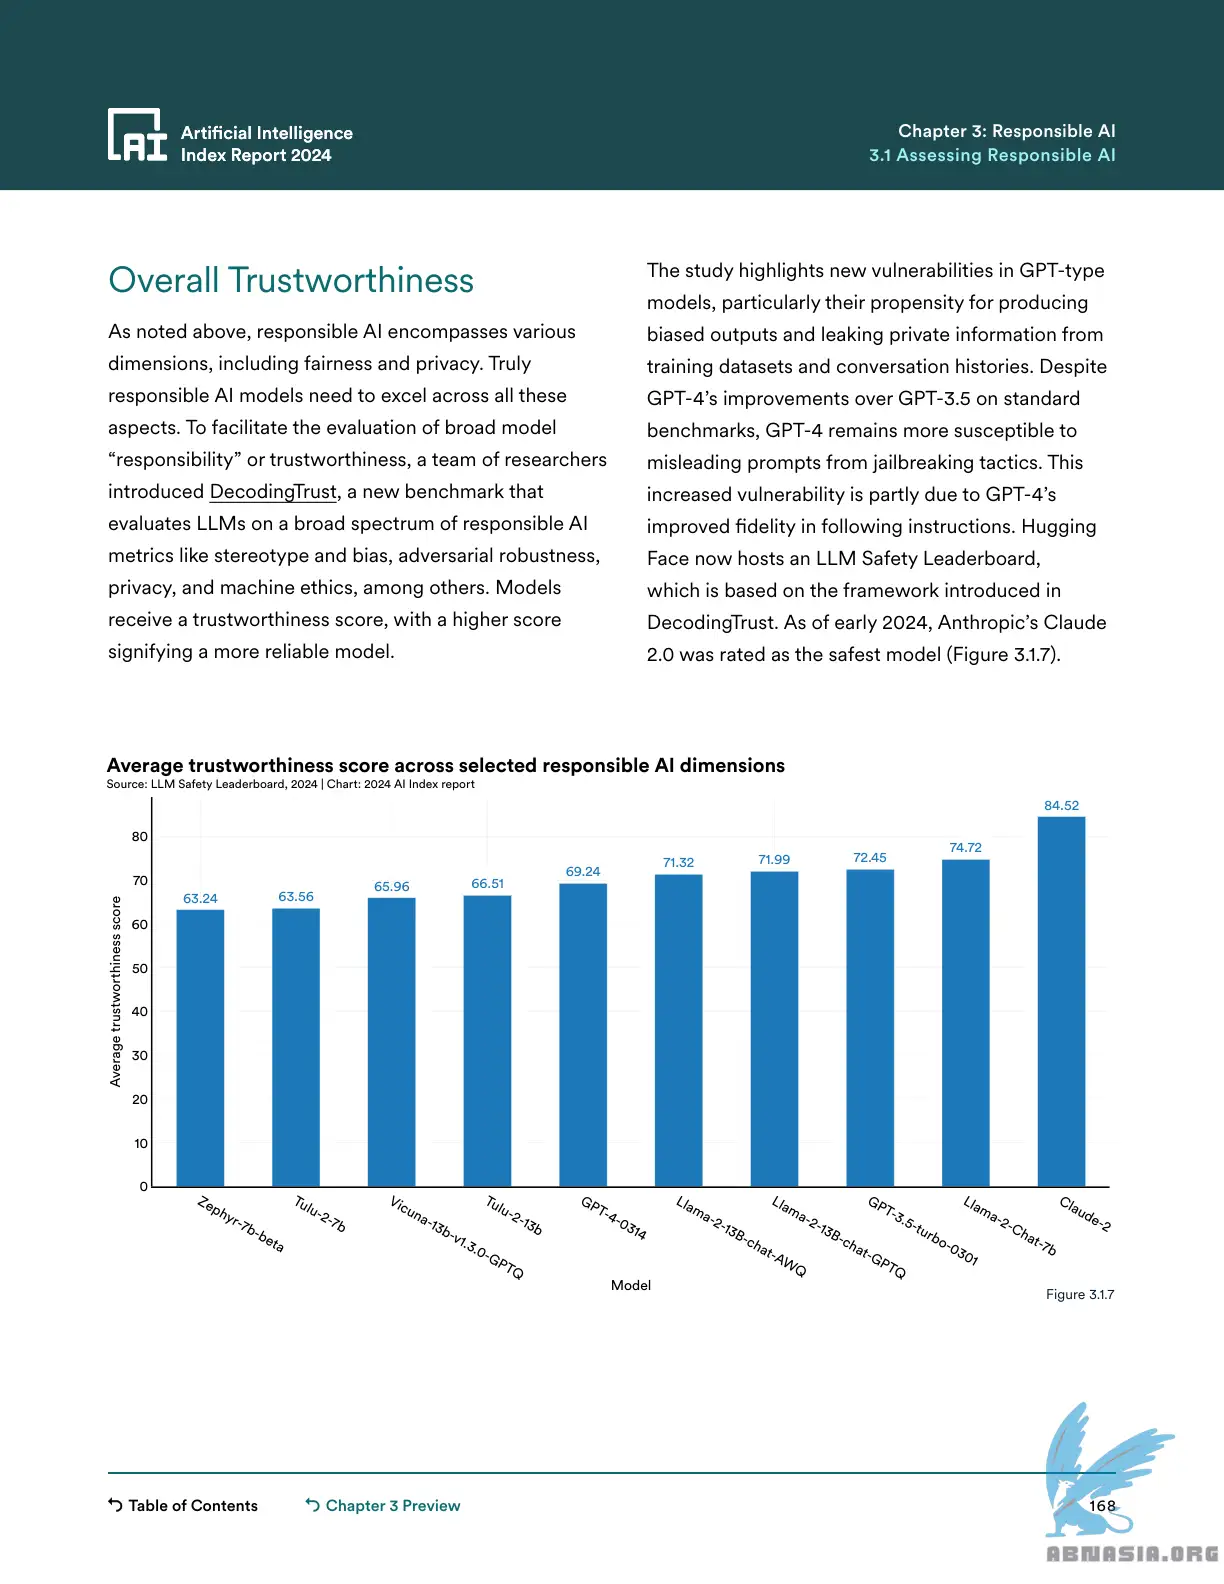 Artificial Intelligence
Index Report 2024
Chapter 3: Responsible AI
3.1 Assessing Responsible AI
Overall Trustworthiness
As noted above, responsible AI encompasses various
dimensions, including fairness and privacy. Truly
responsible AI models need to excel across all these
aspects. To facilitate the evaluation of broad model
“responsibility” or trustworthiness, a team of researchers
introduced DecodingTrust, a new benchmark that
evaluates LLMs on a broad spectrum of responsible AI
metrics like stereotype and bias, adversarial robustness,
privacy, and machine ethics, among others. Models
receive a trustworthiness score, with a higher score
signifying a more reliable model.
The study highlights new vulnerabilities in GPT-type
models, particularly their propensity for producing
biased outputs and leaking private information from
training datasets and conversation histories. Despite
GPT-4’s improvements over GPT-3.5 on standard
benchmarks, GPT-4 remains more susceptible to
misleading prompts from jailbreaking tactics. This
increased vulnerability is partly due to GPT-4’s
improved fidelity in following instructions. Hugging
Face now hosts an LLM Safety Leaderboard,
which is based on the framework introduced in
DecodingTrust. As of early 2024, Anthropic’s Claude
2.0 was rated as the safest model (Figure 3.1.7).
Average trustworthiness score across selected responsible AI dimensions
Source: LLM Safety Leaderboard, 2024 | Chart: 2024 AI Index report
Average trustworthiness score
80
70
60
50
40
30
20
10
0
63.24
63.56
65.96
66.51
69.24
71.32
71.99
72.45
74.72
84.52
Zephyr-7b-beta
Tulu-2-7b
Vicuna-13b-v1.3.0-GPTQ
Tulu-2-13b
GPT-4-0314
Llama-2-13B-chat-AWQ
Llama-2-13B-chat-GPTQ
GPT-3.5-turbo-0301
Llama-2-Chat-7b
Claude-2
Model
Figure 3.1.7
Table of Contents
Chapter 3 Preview
168
ABNASIA.ORG